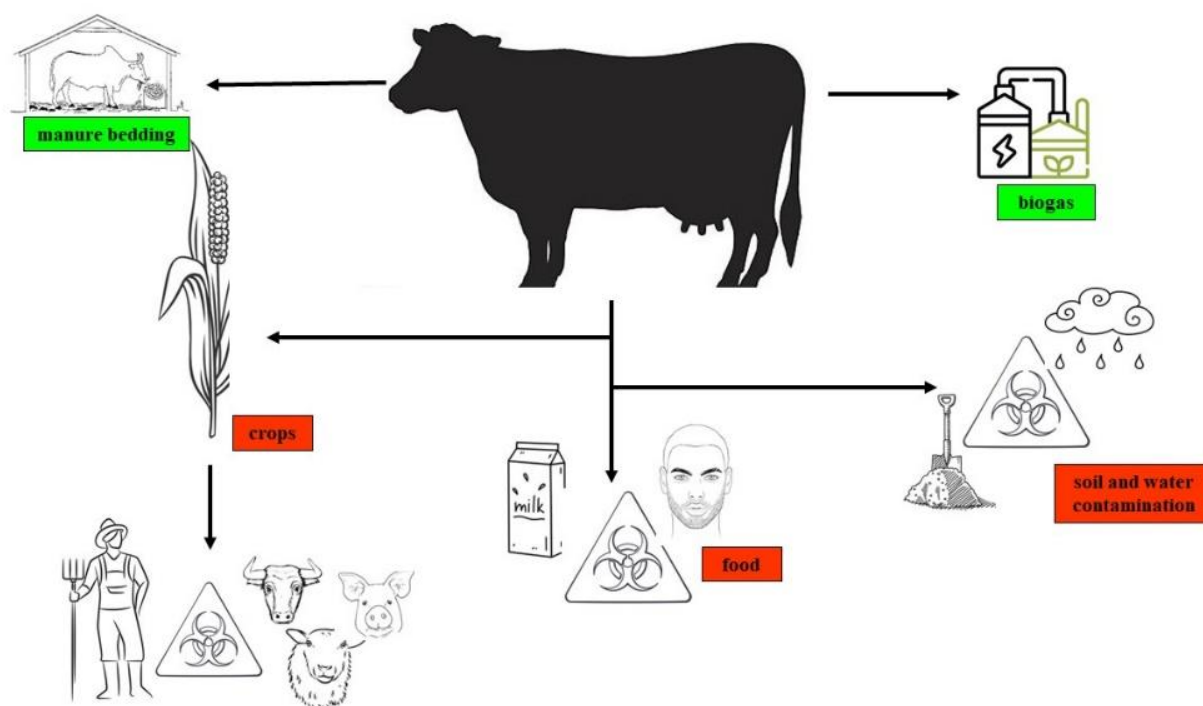 manure bedding
biogas
crops
milk
food
soil and water
contamination